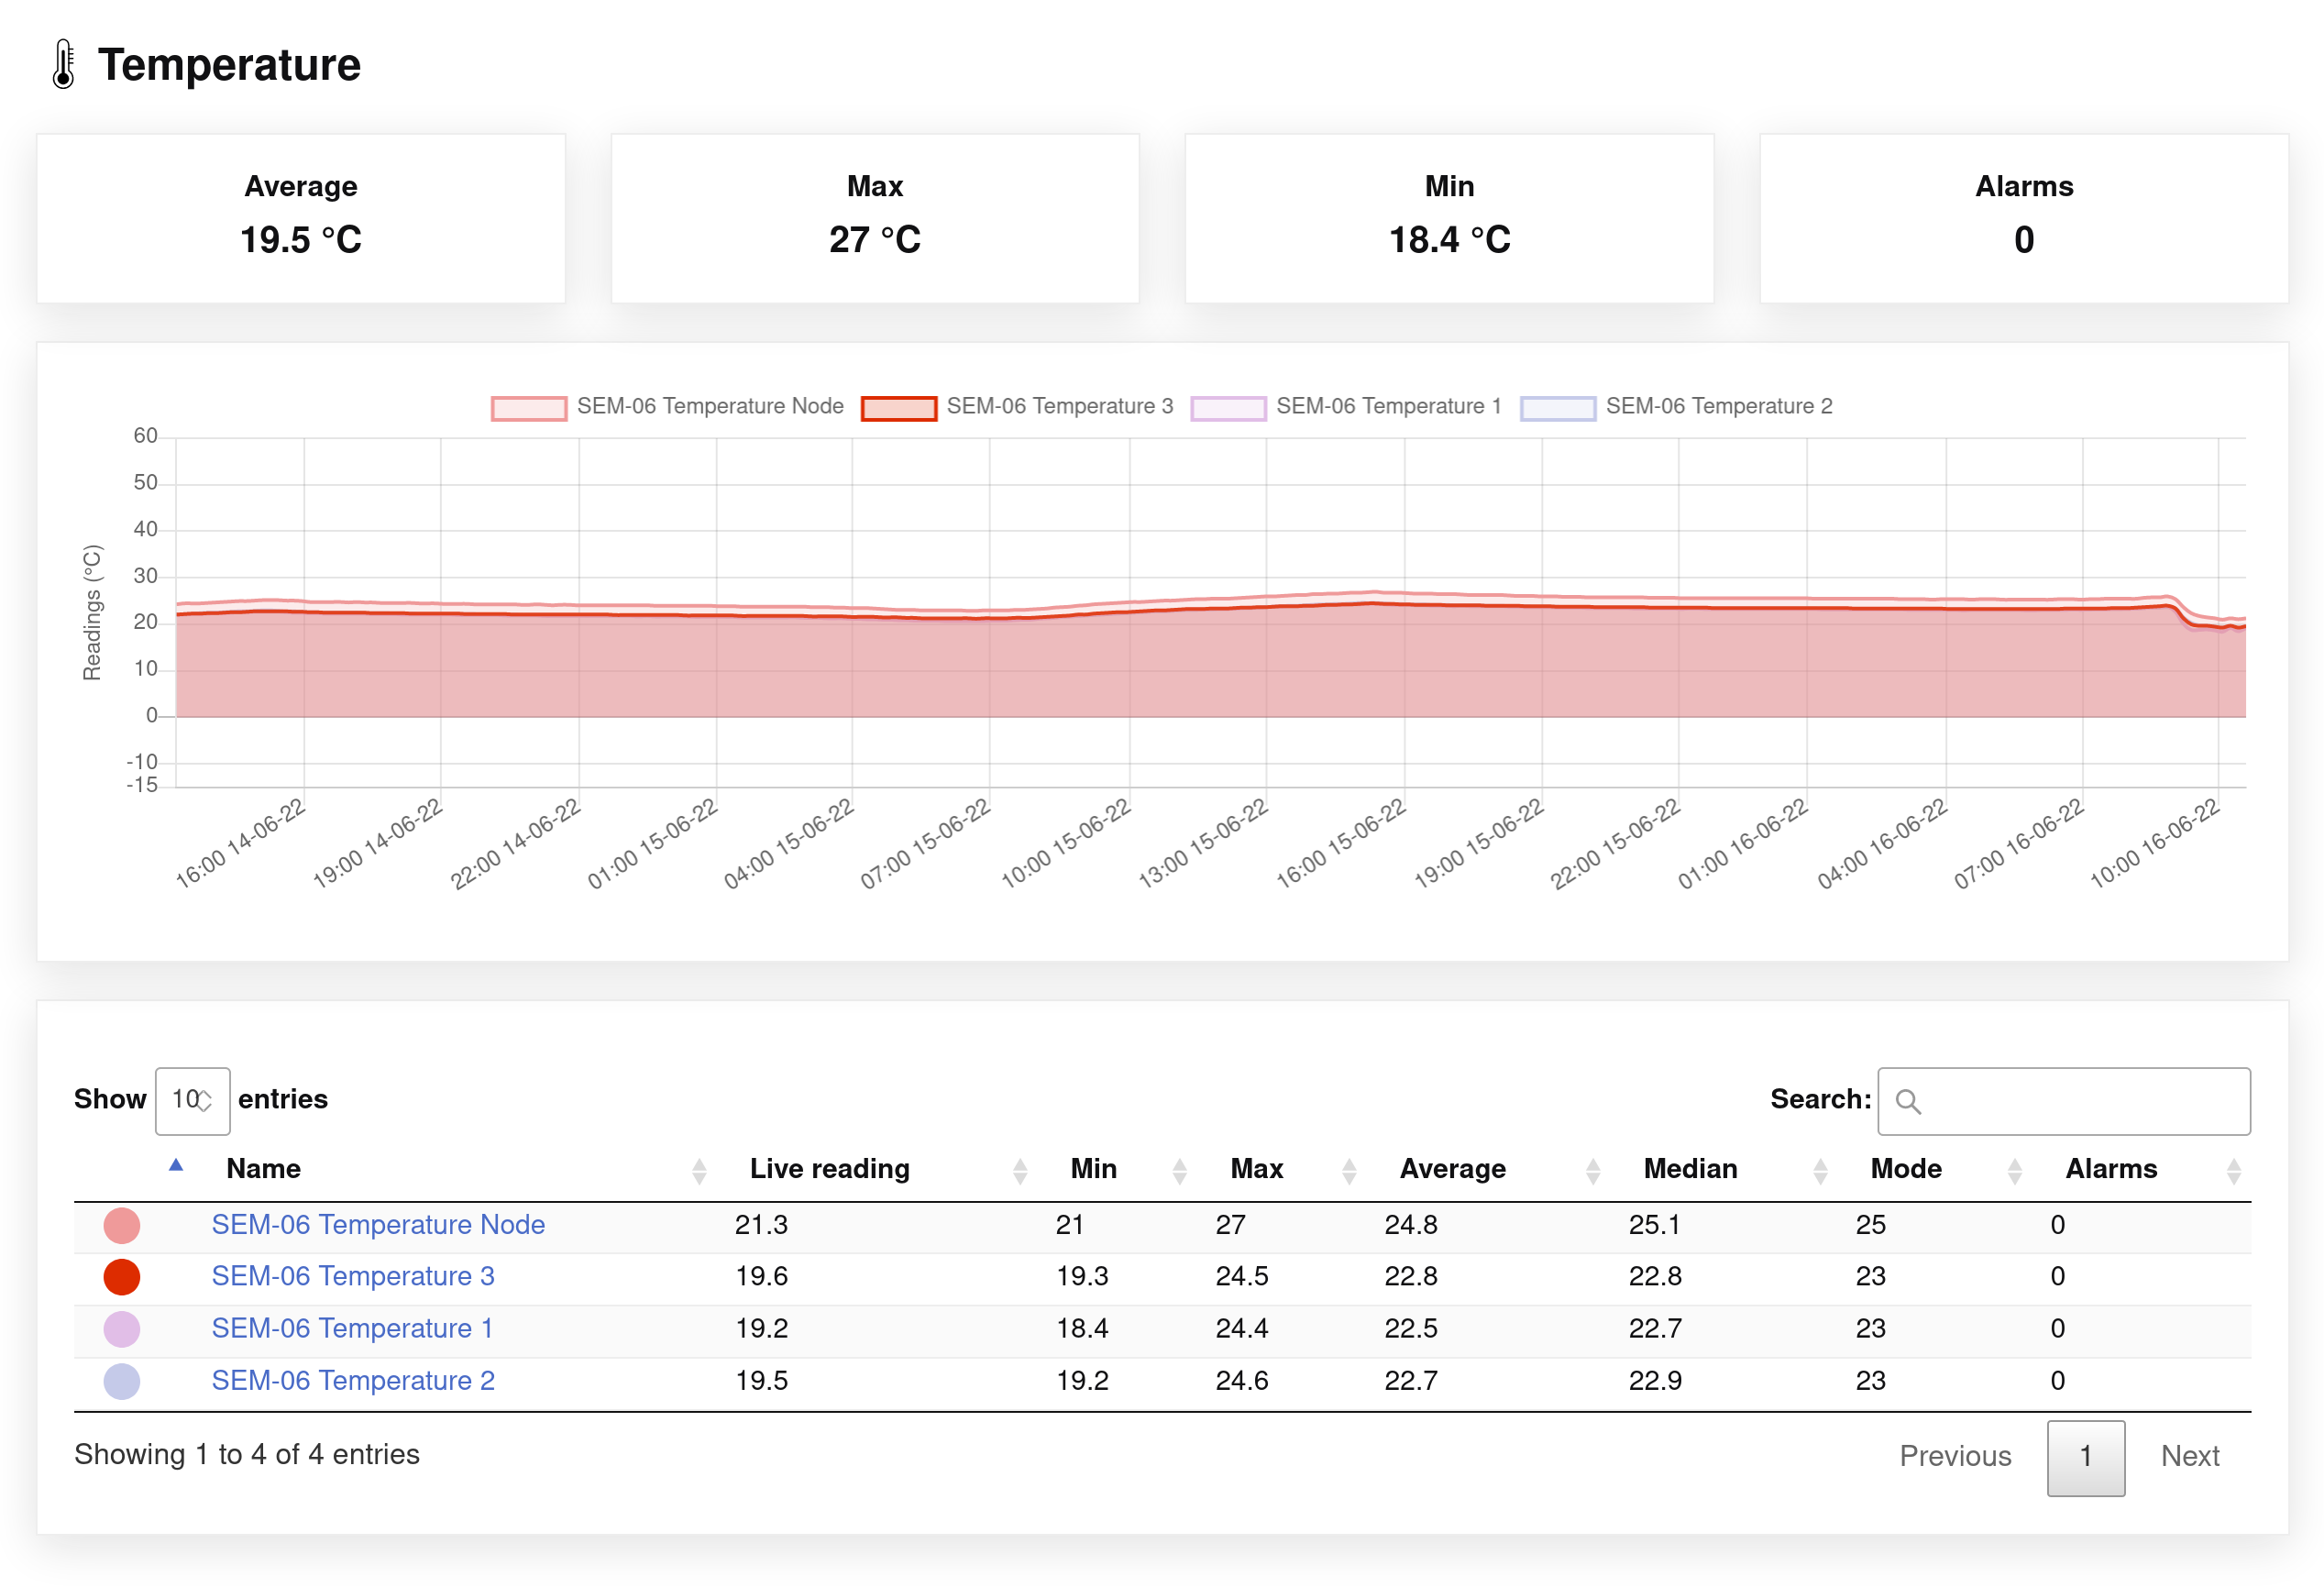 Temperature
Average
19.5 °C
Max
27 °C
Min
18.4 °C
Alarms
0
SEM-06 Temperature Node SEM-06 Temperature 3 SEM-06 Temperature 1 SEM-06 Temperature 2
Readings (°C)
60
50
40
30
20
10
0
-10
-15
16:00 14-06-22
19:00 14-06-22
22:00 14-06-22
01:00 15-06-22
04:00 15-06-22
07:00 15-06-22
10:00 15-06-22
13:00 15-06-22
16:00 15-06-22
19:00 15-06-22
22:00 15-06-22
01:00 16-06-22
04:00 16-06-22
07:00 16-06-22
10:00 16-06-22
Show 10 entries
Search:
Name Live reading Min Max Average Median Mode Alarms
SEM-06 Temperature Node 21.3 21 27 24.8 25.1 25 0
SEM-06 Temperature 3 19.6 19.3 24.5 22.8 22.8 23 0
SEM-06 Temperature 1 19.2 18.4 24.4 22.5 22.7 23 0
SEM-06 Temperature 2 19.5 19.2 24.6 22.7 22.9 23 0
Showing 1 to 4 of 4 entries
Previous 1 Next